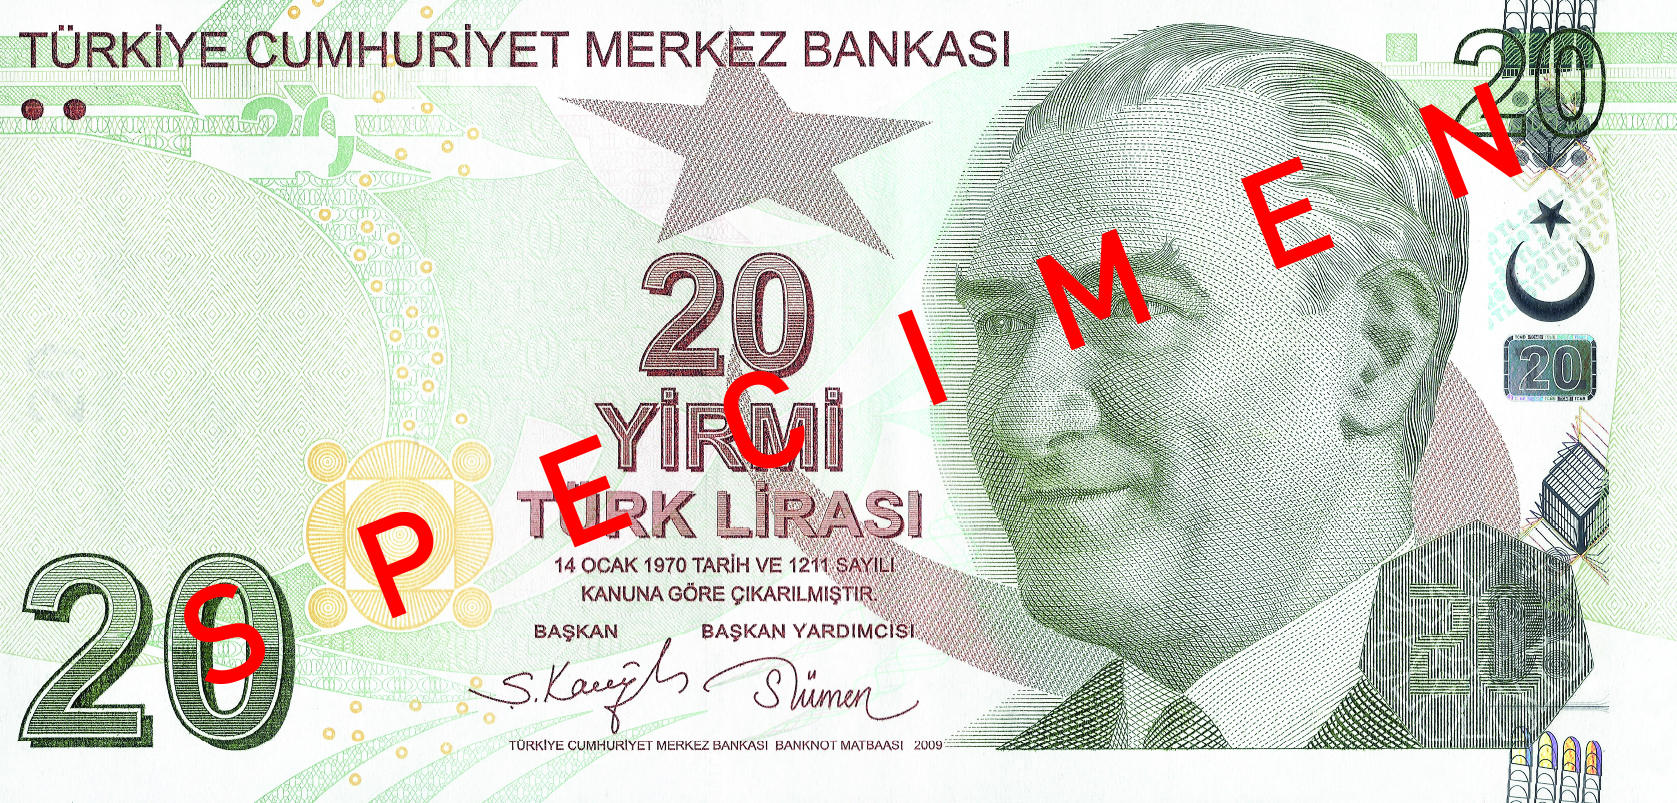 TÜRKİYE CUMHURİYET MERKEZ BANKASI
20
20
20
YİRMİ
TÜRK LİRASI
14 OCAK 1970 TARİH VE 1211 SAYILI
KANUNA GÖRE ÇIKARILMIŞTIR.
BAŞKAN BAŞKAN YARDIMCISI
TÜRKİYE CUMHURİYET MERKEZ BANKASI BANKNOT MATBAASI 2009
20
20
SPECIMEN